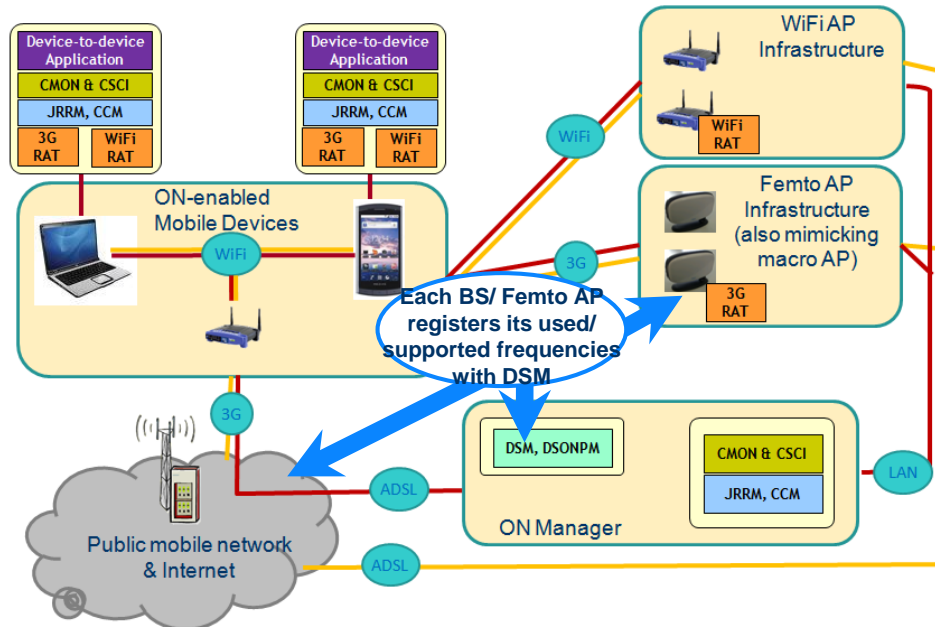 Device-to-device
Application
CMON & CSCI
JRRM, CCM
3G
RAT
WiFi
RAT
Device-to-device
Application
CMON & CSCI
JRRM, CCM
3G
RAT
WiFi
RAT
WiFi AP
Infrastructure
WiFi
RAT
WiFi
ON-enabled
Mobile Devices
WiFi
Femto AP
Infrastructure
(also mimicking
macro AP)
3G
RAT
3G
Each BS/ Femto AP
registers its used/
supported frequencies
with DSM
3G
DSM, DSONPM
CMON & CSCI
JRRM, CCM
ON Manager
LAN
ADSL
Public mobile network
& Internet
ADSL